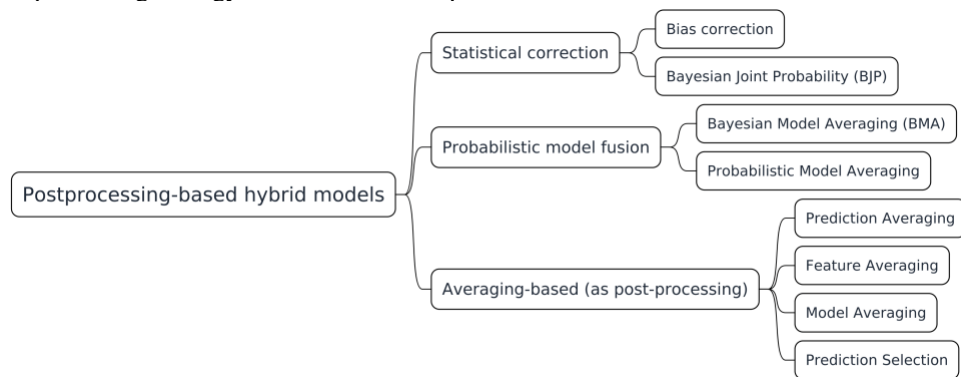 Postprocessing-based hybrid models
Statistical correction
Bias correction
Bayesian Joint Probability (BJP)
Probabilistic model fusion
Bayesian Model Averaging (BMA)
Probabilistic Model Averaging
Averaging-based (as post-processing)
Prediction Averaging
Feature Averaging
Model Averaging
Prediction Selection